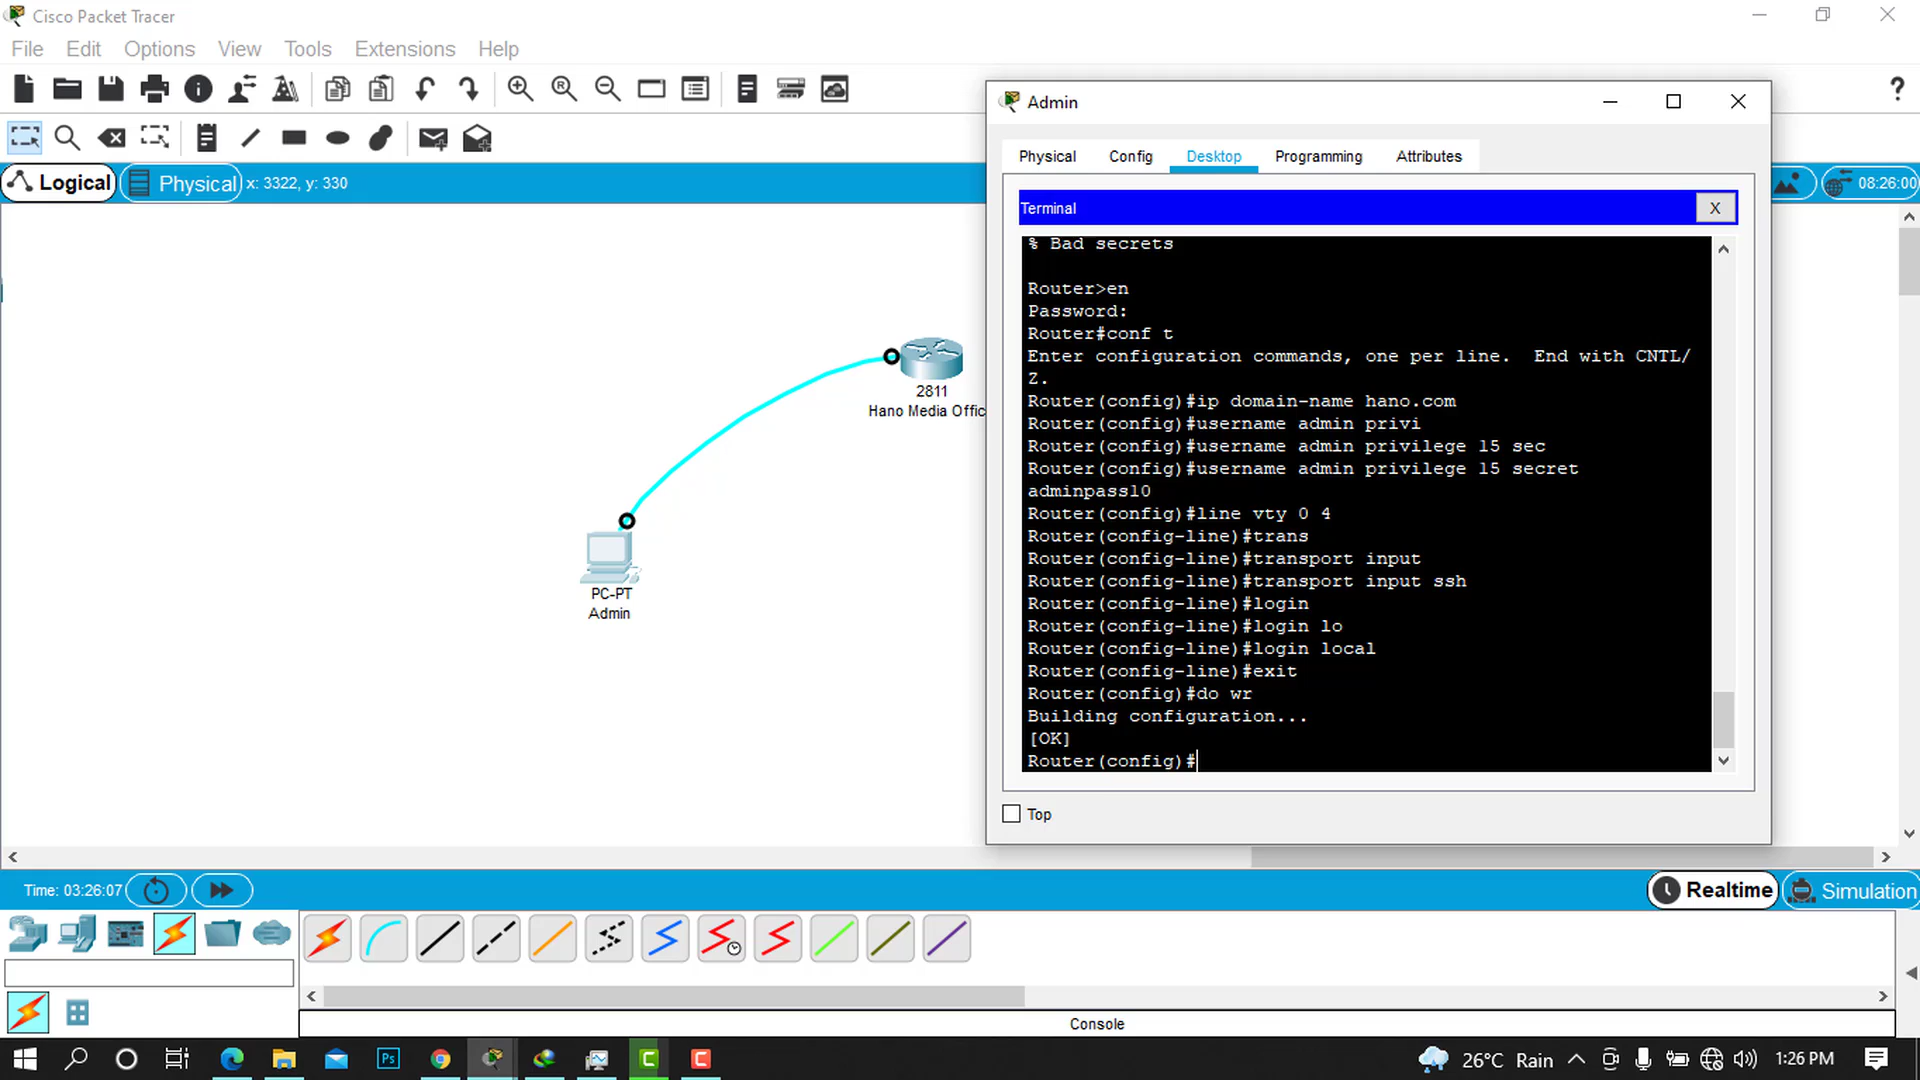 Cisco Packet Tracer
File Edit Options View Tools Extensions Help
Logical
Physical
x: 3322, y: 330
08:26:00
2811
Hano Media Offic
PC-PT
Admin
Admin
Physical Config Desktop Programming Attributes
Terminal
X
% Bad secrets
Router>en
Password:
Router#conf t
Enter configuration commands, one per line.  End with CNTL/
Z.
Router(config)#ip domain-name hano.com
Router(config)#username admin privi
Router(config)#username admin privilege 15 sec
Router(config)#username admin privilege 15 secret
adminpass10
Router(config)#line vty 0 4
Router(config-line)#trans
Router(config-line)#transport input
Router(config-line)#transport input ssh
Router(config-line)#login
Router(config-line)#login lo
Router(config-line)#login local
Router(config-line)#exit
Router(config)#do wr
Building configuration...
[OK]
Router(config)#
Top
Time: 03:26:07
Realtime
Simulation
Console
26°C Rain
1:26 PM